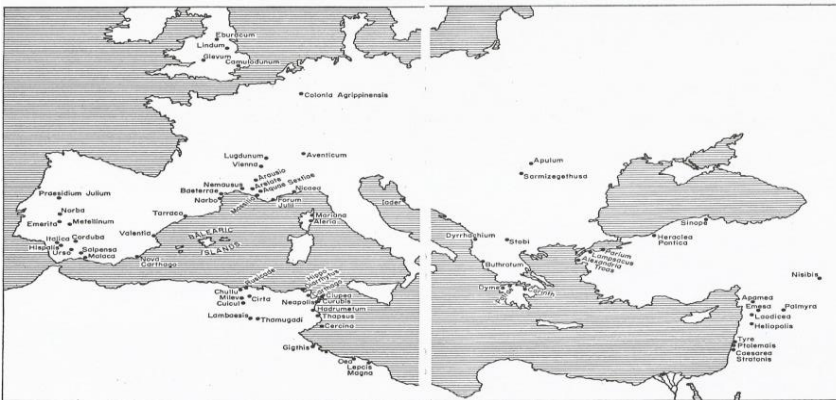 Eburacum
Lindum
Glevum
Camulodunum
Colonia Agrippinensis
Lugdunum
Vienna
Aventicum
Arausio
Arelate
Aquae Sextiae
Nemausus
Baeterrae
Narbo
Massilia
Forum
Julii
Nicaea
Praesidium Julium
Norba
Emerita
Metellinum
Italica
Corduba
Hispalis
Urso
Salpensa
Malaca
Tarraco
Valentia
Nova
Carthago
BALEARIC
ISLANDS
Mariana
Aleria
Iader
Apulum
Sarmizegethusa
Dyrrhachium
Stobi
Buthrotum
Dyme
Corinth
Parium
Lampsacus
Alexandria
Troas
Heraclea
Pontica
Sinope
Nisibis
Apamea
Emesa
Palmyra
Laodicea
Heliopolis
Tyre
Ptolemais
Caesarea
Stratonis
Rusicade
Chullu
Milevs
Cuicul
Cirta
Lambaesis
Thamugadi
Hippo
Diarrhytus
Carthago
Neapolis
Clupea
Curubis
Hadrumetum
Thapsus
Cercina
Gigthis
Oea
Lepcis
Magna